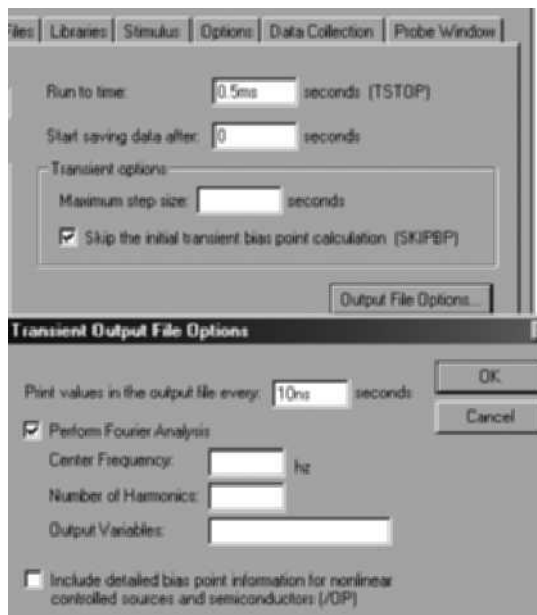 Files Libraries Stimulus Options Data Collection Probe Window
Run to time: 0.5ms seconds (TSTOP)
Start saving data after: 0 seconds
Transient options
Maximum step size: seconds
Skip the initial transient bias point calculation (SKIPBP)
Output File Options...
Transient Output File Options
Print values in the output file every: 10ns seconds
OK
Cancel
Perform Fourier Analysis
Center Frequency: hz
Number of Harmonics:
Output Variables:
Include detailed bias point information for nonlinear
controlled sources and semiconductors (/OP)